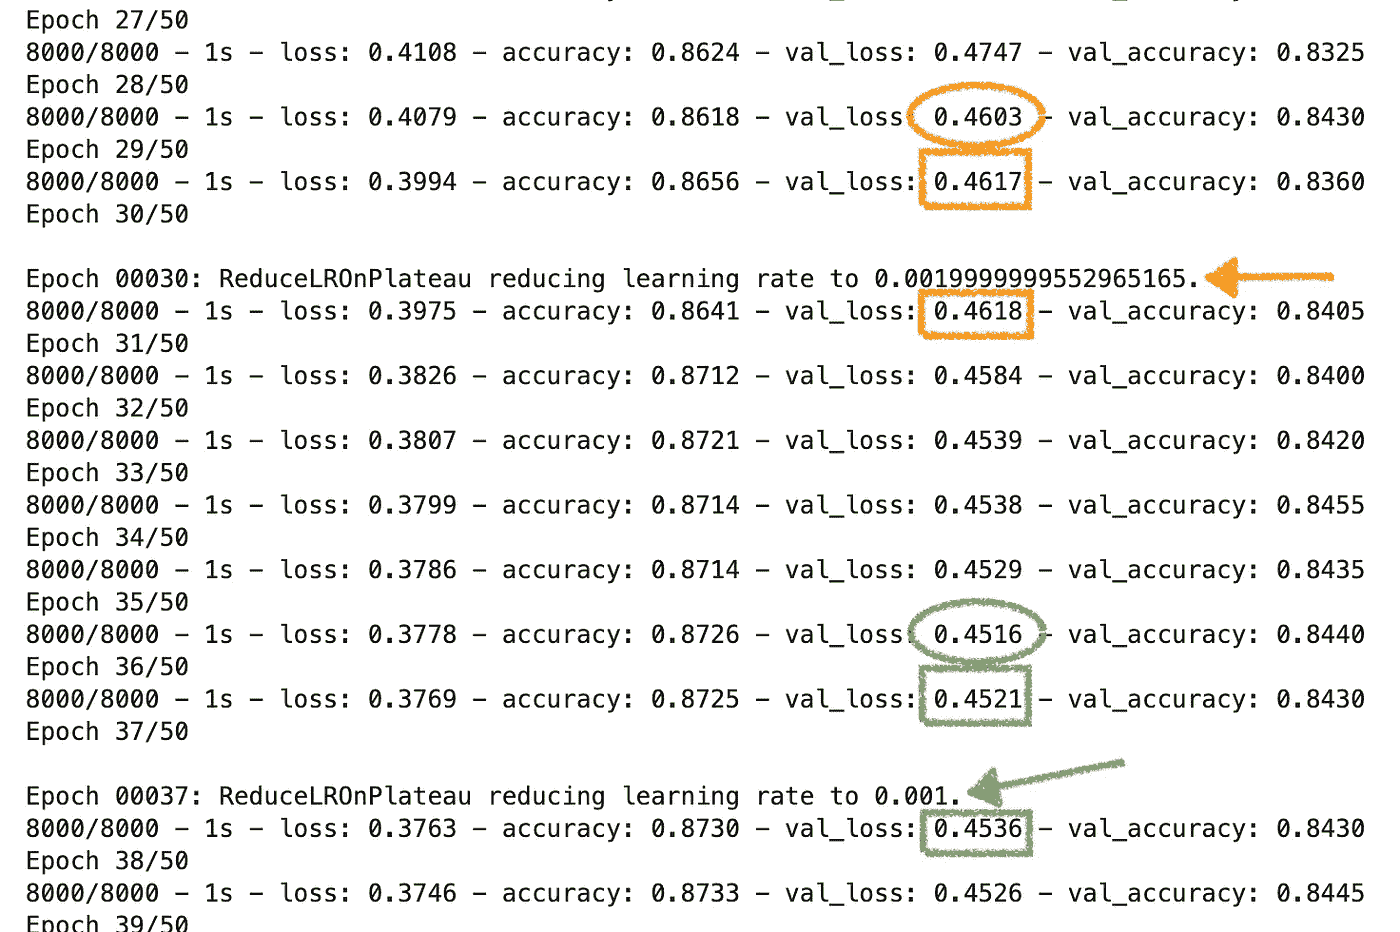 Epoch 27/50
8000/8000 - 1s - loss: 0.4108 - accuracy: 0.8624 - val_loss: 0.4747 - val_accuracy: 0.8325
Epoch 28/50
8000/8000 - 1s - loss: 0.4079 - accuracy: 0.8618 - val_loss: 0.4603 - val_accuracy: 0.8430
Epoch 29/50
8000/8000 - 1s - loss: 0.3994 - accuracy: 0.8656 - val_loss: 0.4617 - val_accuracy: 0.8360
Epoch 30/50
Epoch 00030: ReduceLROnPlateau reducing learning rate to 0.0019999999552965165.
8000/8000 - 1s - loss: 0.3975 - accuracy: 0.8641 - val_loss: 0.4618 - val_accuracy: 0.8405
Epoch 31/50
8000/8000 - 1s - loss: 0.3826 - accuracy: 0.8712 - val_loss: 0.4584 - val_accuracy: 0.8400
Epoch 32/50
8000/8000 - 1s - loss: 0.3807 - accuracy: 0.8721 - val_loss: 0.4539 - val_accuracy: 0.8420
Epoch 33/50
8000/8000 - 1s - loss: 0.3799 - accuracy: 0.8714 - val_loss: 0.4538 - val_accuracy: 0.8455
Epoch 34/50
8000/8000 - 1s - loss: 0.3786 - accuracy: 0.8714 - val_loss: 0.4529 - val_accuracy: 0.8435
Epoch 35/50
8000/8000 - 1s - loss: 0.3778 - accuracy: 0.8726 - val_loss: 0.4516 - val_accuracy: 0.8440
Epoch 36/50
8000/8000 - 1s - loss: 0.3769 - accuracy: 0.8725 - val_loss: 0.4521 - val_accuracy: 0.8430
Epoch 37/50
Epoch 00037: ReduceLROnPlateau reducing learning rate to 0.001.
8000/8000 - 1s - loss: 0.3763 - accuracy: 0.8730 - val_loss: 0.4536 - val_accuracy: 0.8430
Epoch 38/50
8000/8000 - 1s - loss: 0.3746 - accuracy: 0.8733 - val_loss: 0.4526 - val_accuracy: 0.8445
Epoch 39/50